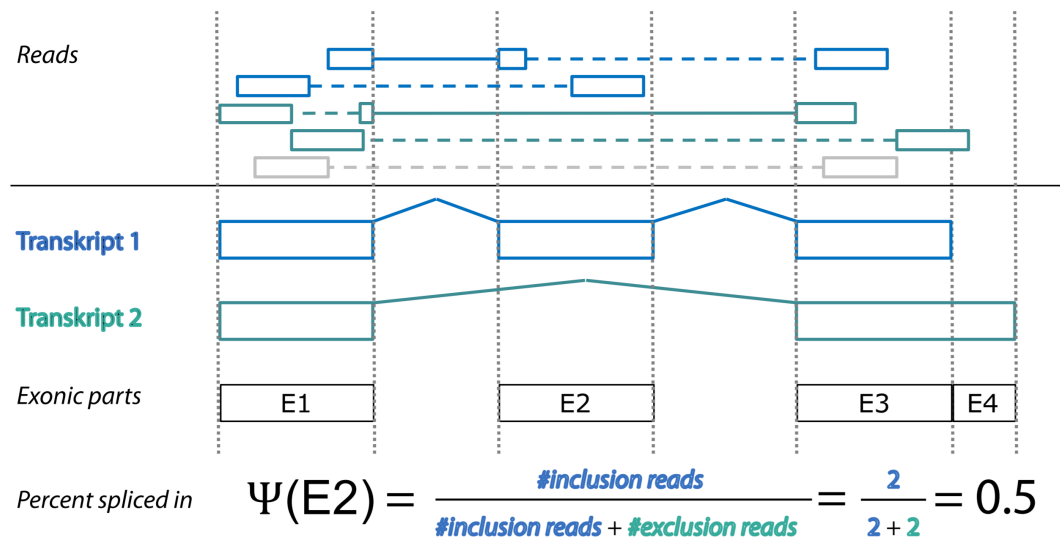 Reads
Transkript 1
Transkript 2
Exonic parts
E1 E2 E3 E4
Percent spliced in
Ψ(E2) = #inclusion reads / #inclusion reads + #exclusion reads = 2 / 2 + 2 = 0.5